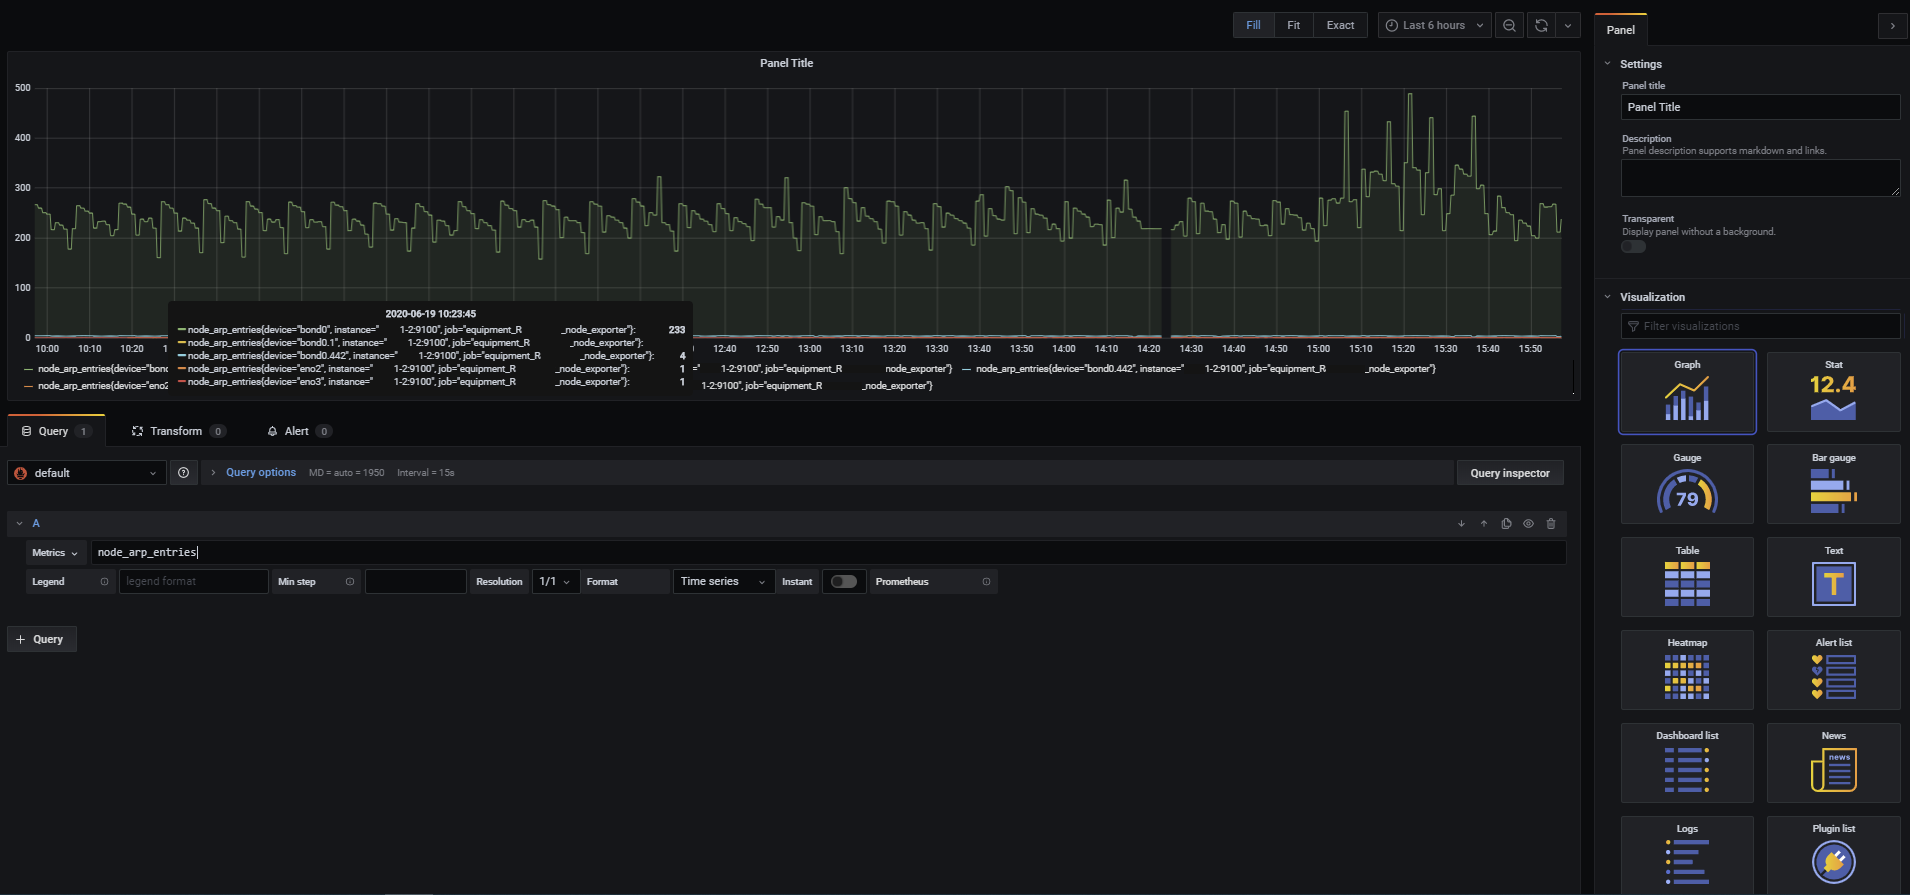 Fill Fit Exact Last 6 hours
Panel
Panel Title
500
400
300
200
100
0
10:00 10:10 10:20 1 12:40 12:50 13:00 13:10 13:20 13:30 13:40 13:50 14:00 14:10 14:20 14:30 14:40 14:50 15:00 15:10 15:20 15:30 15:40 15:50
2020-06-19 10:23:45
node_arp_entries{device="bond0", instance=" 1-2:9100", job="equipment_R _node_exporter"}: 233
node_arp_entries{device="bond0.1", instance=" 1-2:9100", job="equipment_R _node_exporter"}:
node_arp_entries{device="bond0.442", instance=" 1-2:9100", job="equipment_R _node_exporter"}: 4
node_arp_entries{device="eno2", instance=" 1-2:9100", job="equipment_R _node_exporter"}: 1
node_arp_entries{device="eno3", instance=" 1-2:9100", job="equipment_R _node_exporter"}: 1
node_arp_entries{device="bond =" 1-2:9100", job="equipment_R node_exporter"} node_arp_entries{device="bond0.442", instance=" 1-2:9100", job="equipment_R _node_exporter"}
node_arp_entries{device="eno2 1-2:9100", job="equipment_R _node_exporter"}
Query 1 Transform 0 Alert 0
default Query options MD = auto = 1950 Interval = 15s Query inspector
A
Metrics node_arp_entries
Legend legend format Min step Resolution 1/1 Format Time series Instant Prometheus
+ Query
Settings
Panel title
Panel Title
Description
Panel description supports markdown and links.
Transparent
Display panel without a background.
Visualization
Filter visualizations
Graph Stat
12.4
Gauge Bar gauge
79
Table Text
T
Heatmap Alert list
Dashboard list News
news
Logs Plugin list